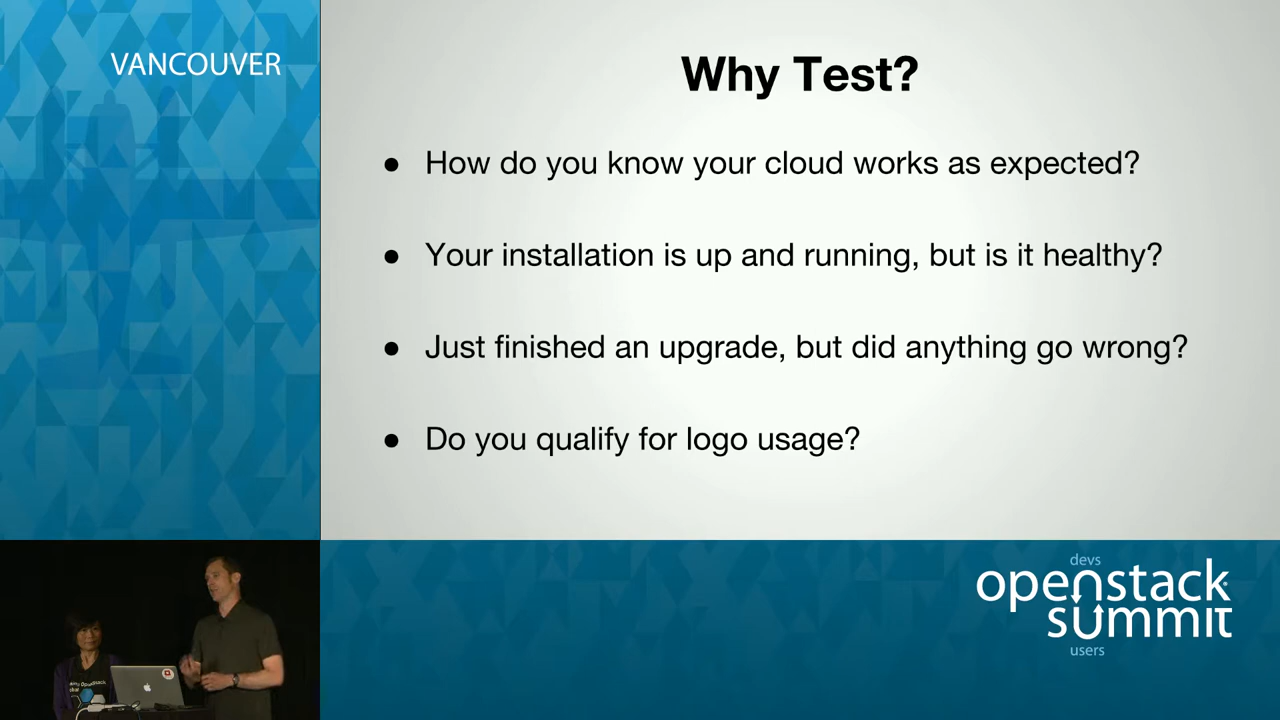 VANCOUVER
Why Test?
● How do you know your cloud works as expected?
● Your installation is up and running, but is it healthy?
● Just finished an upgrade, but did anything go wrong?
● Do you qualify for logo usage?
devs
openstack
summit
users
OpenStack